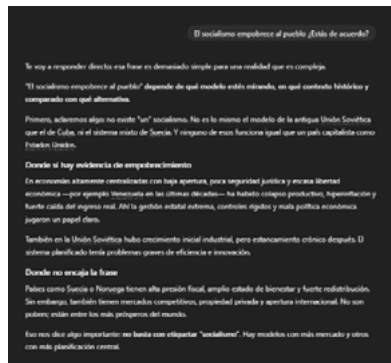 El socialismo empobrece al pueblo ¿Estás de acuerdo?
Te voy a responder directo: esa frase es demasiado simple para una realidad que es compleja.
"El socialismo empobrece al pueblo" depende de qué modelo estés mirando, en qué contexto histórico y
comparado con qué alternativa.
Primero, aclaremos algo: no existe "un" socialismo. No es lo mismo el modelo de la antigua Unión Soviética
que el de Cuba, ni el sistema mixto de Suecia. Y ninguno de esos funciona igual que un país capitalista como
Estados Unidos.
Donde sí hay evidencia de empobrecimiento
En economías altamente centralizadas con baja apertura, poca seguridad jurídica y escasa libertad
económica —por ejemplo Venezuela en las últimas décadas— ha habido colapso productivo, hiperinflación y
fuerte caída del ingreso real. Ahí la gestión estatal extrema, controles rígidos y mala política económica
jugaron un papel claro.
También en la Unión Soviética hubo crecimiento inicial industrial, pero estancamiento crónico después. El
sistema planificado tenía problemas graves de eficiencia e innovación.
Donde no encaja la frase
Países como Suecia o Noruega tienen alta presión fiscal, amplio estado de bienestar y fuerte redistribución.
Sin embargo, también tienen mercados competitivos, propiedad privada y apertura internacional. No son
pobres; están entre los más prósperos del mundo.
Eso nos dice algo importante: no basta con etiquetar "socialismo". Hay modelos con más mercado y otros
con más planificación central.